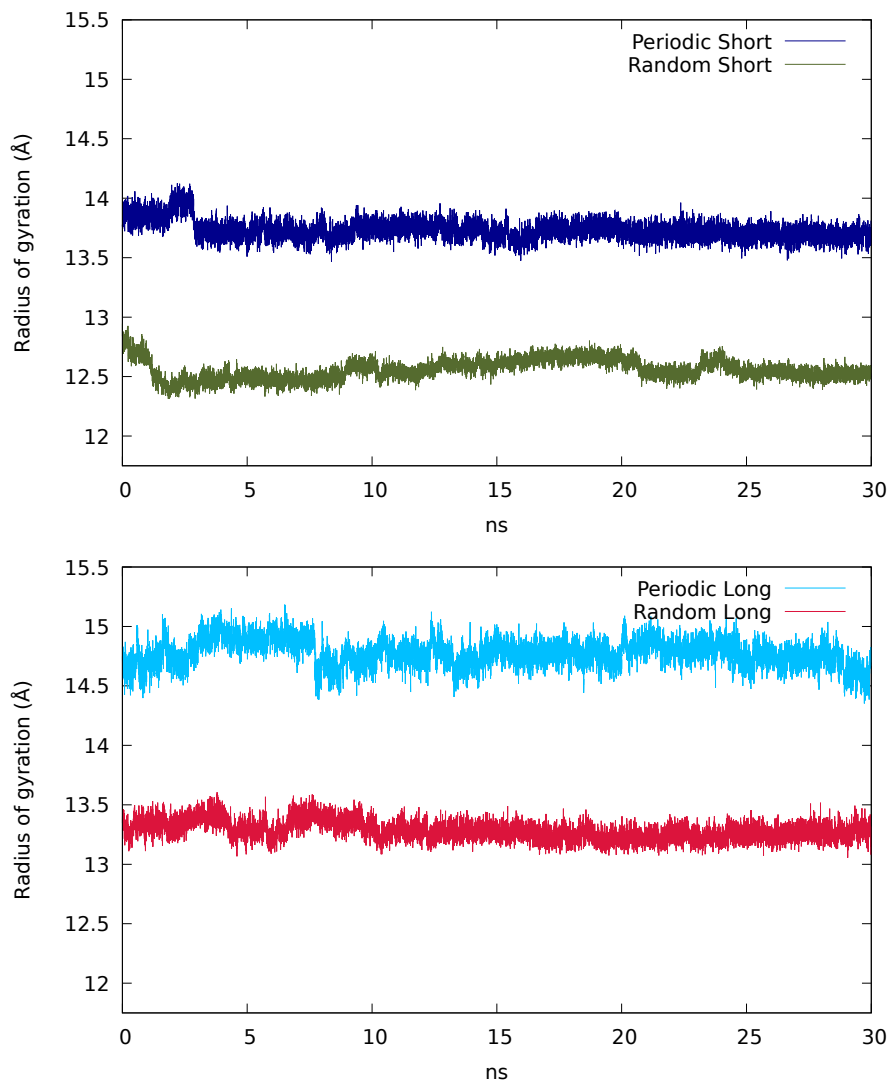 15.5
Periodic Short
Random Short
15
14.5
14
13.5
13
12.5
12
Radius of gyration (Å)
0 5 10 15 20 25 30
ns
15.5
Periodic Long
Random Long
15
14.5
14
13.5
13
12.5
12
Radius of gyration (Å)
0 5 10 15 20 25 30
ns